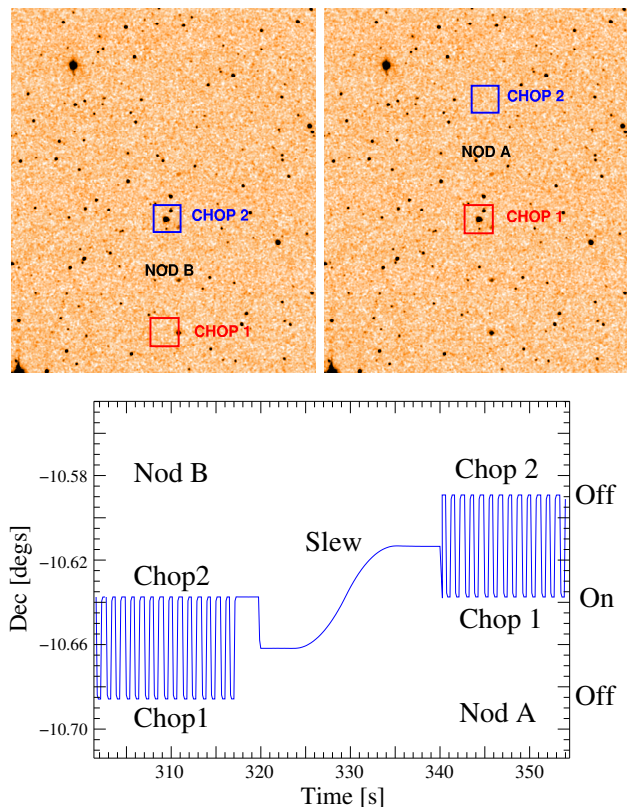 CHOP 2
NOD B
CHOP 1
CHOP 2
NOD A
CHOP 1
Nod B
Chop 2
Off
-10.58
Slew
-10.62
Chop2
On
Chop 1
Dec [degs]
-10.66
Off
Chop1
Nod A
-10.70
310 320 330 340 350
Time [s]